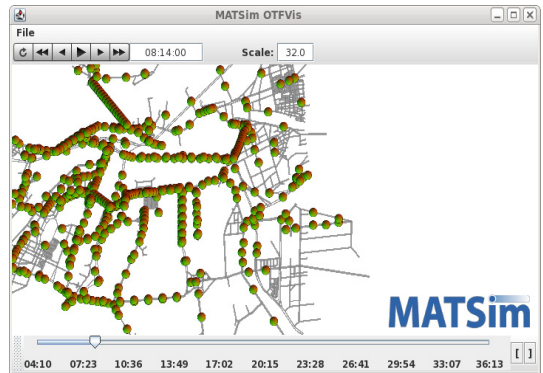 MATSim OTFVis
File
08:14:00 Scale: 32.0
MATSim
04:10 07:23 10:36 13:49 17:02 20:15 23:28 26:41 29:54 33:07 36:13 [ ]